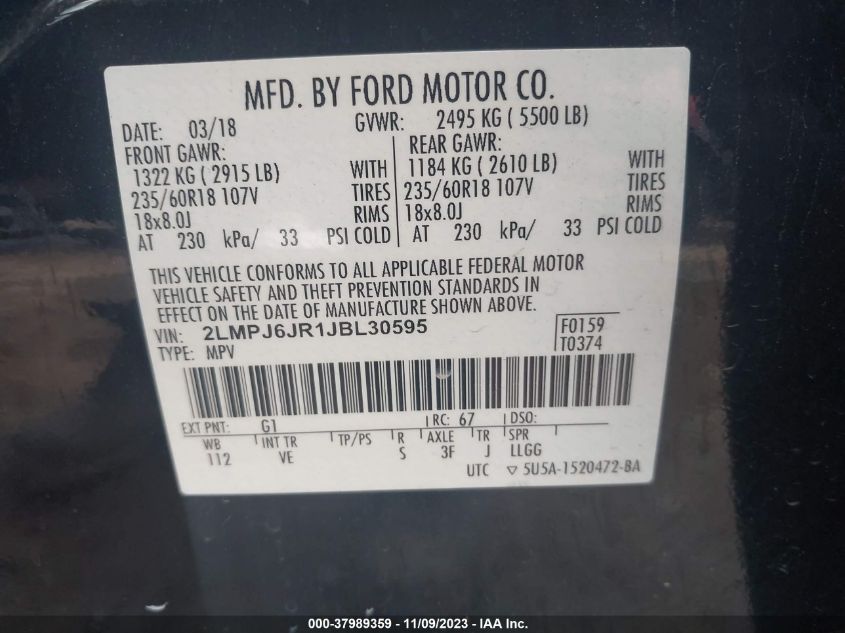 MFD. BY FORD MOTOR CO.
DATE: 03/18 GVWR: 2495 KG ( 5500 LB)
FRONT GAWR: REAR GAWR:
1322 KG ( 2915 LB) WITH 1184 KG ( 2610 LB) WITH
235/60R18 107V TIRES 235/60R18 107V TIRES
18x8.0J RIMS 18x8.0J RIMS
AT 230 kPa/ 33 PSI COLD AT 230 kPa/ 33 PSI COLD
THIS VEHICLE CONFORMS TO ALL APPLICABLE FEDERAL MOTOR
VEHICLE SAFETY AND THEFT PREVENTION STANDARDS IN
EFFECT ON THE DATE OF MANUFACTURE SHOWN ABOVE.
VIN: 2LMPJ6JR1JBL30595 F0159
TYPE: MPV T0374
EXT PNT: G1 RC: 67 DSO:
WB INT TR TP/PS R AXLE TR SPR
112 VE S 3F J LLGG
UTC ▽ 5U5A-1520472-BA
000-37989359 - 11/09/2023 - IAA Inc.